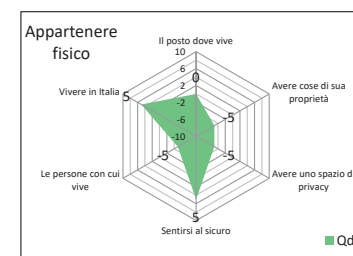 Appartenere
fisico
Il posto dove vive
10
6
2
-2
-6
-10
0
Avere cose di sua
proprietà
-5
Avere uno spazio d
privacy
-5
Sentirsi al sicuro
5
Le persone con cui
vive
-5
Vivere in Italia
5
Qd